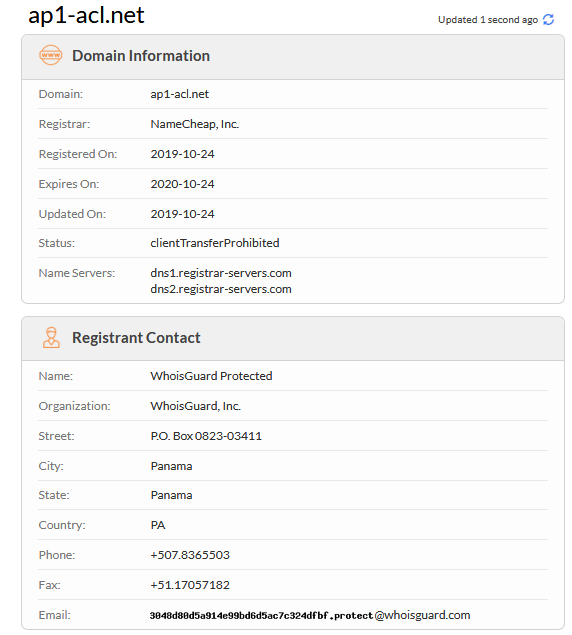 ap1-acl.net
Updated 1 second ago
www
Domain Information
Domain: ap1-acl.net
Registrar: NameCheap, Inc.
Registered On: 2019-10-24
Expires On: 2020-10-24
Updated On: 2019-10-24
Status: clientTransferProhibited
Name Servers: dns1.registrar-servers.com
dns2.registrar-servers.com
Registrant Contact
Name: WhoisGuard Protected
Organization: WhoisGuard, Inc.
Street: P.O. Box 0823-03411
City: Panama
State: Panama
Country: PA
Phone: +507.8365503
Fax: +51.17057182
Email: 3048d80d5a914e99bd6d5ac7c324dfbf.protect@whoisguard.com